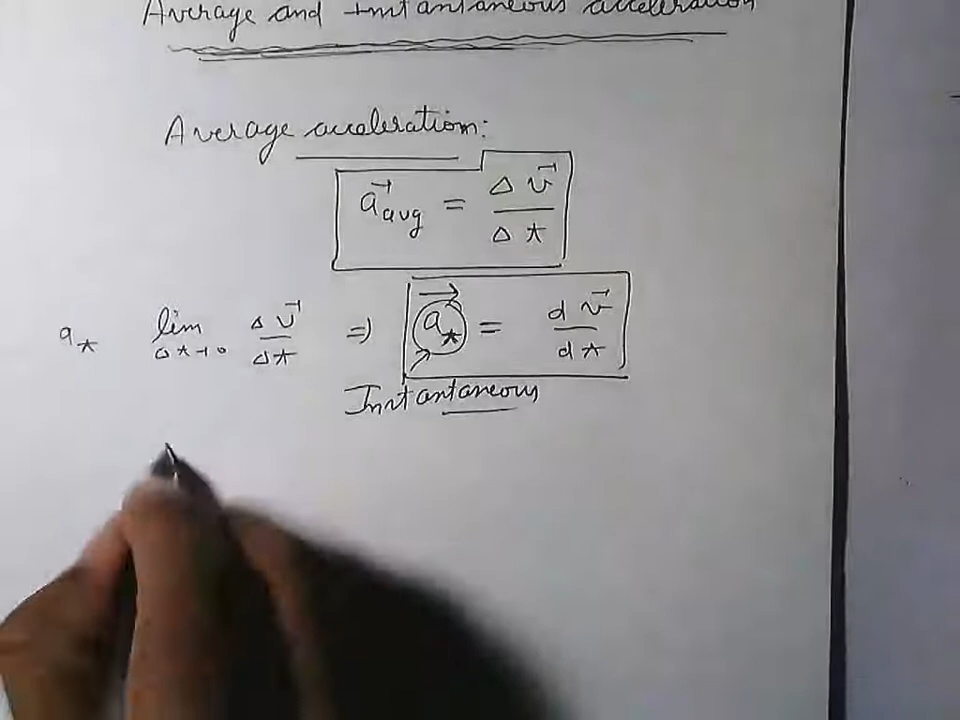 Average and Instantaneous acceleration
Average acceleration:
a⃗avg = Δv⃗ / Δt
at lim Δt→0 Δv⃗ / Δt ⇒ a⃗t = dv⃗ / dt
Instantaneous